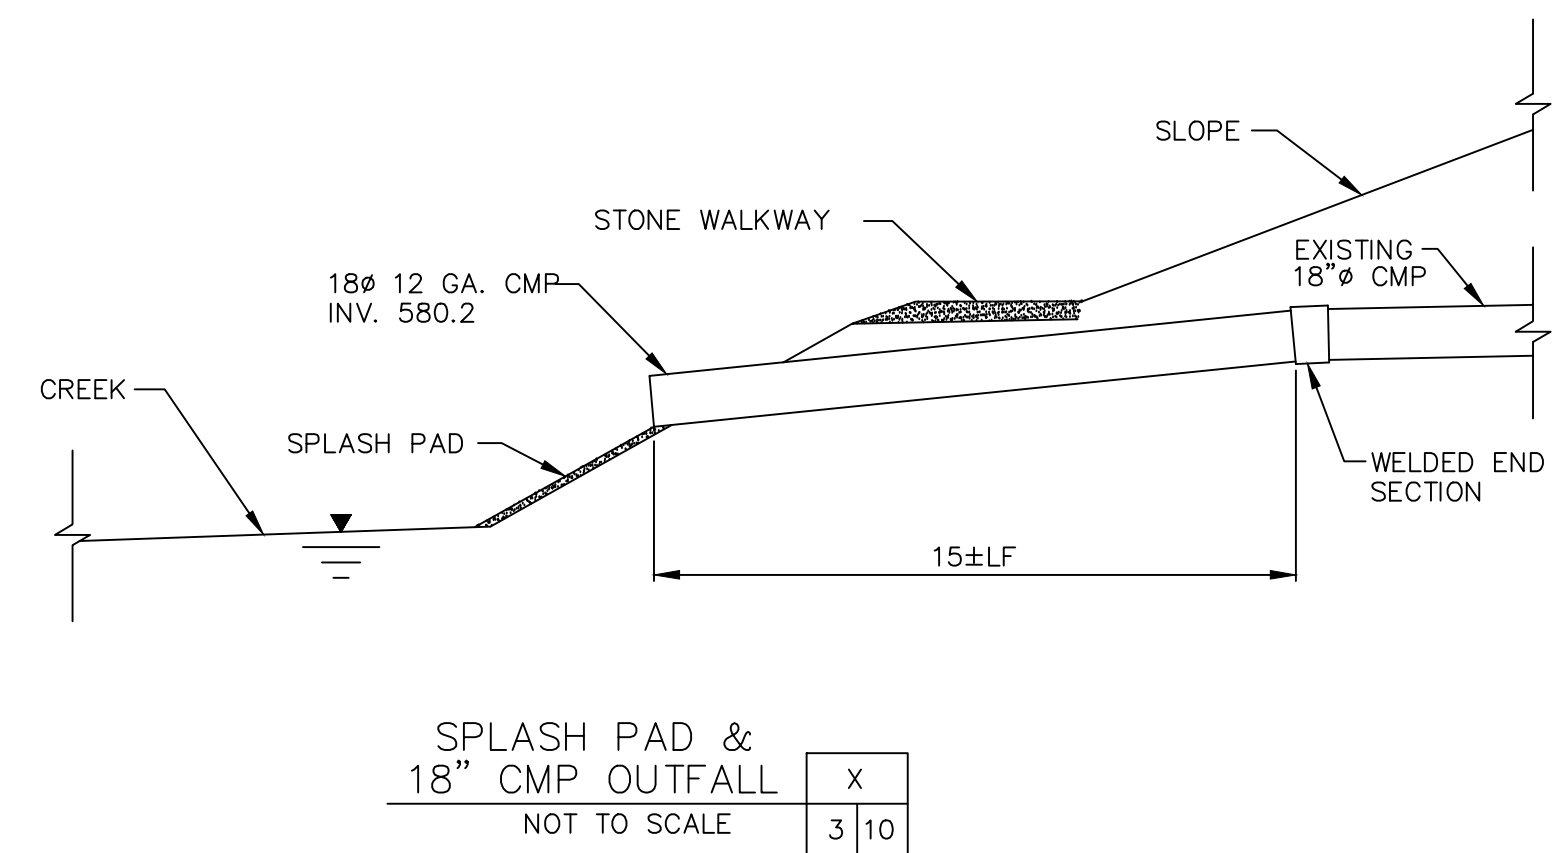 SLOPE
STONE WALKWAY
EXISTING
18"ø CMP
18ø 12 GA. CMP
INV. 580.2
CREEK
SPLASH PAD
WELDED END
SECTION
15±LF
SPLASH PAD &
18" CMP OUTFALL
X
NOT TO SCALE
3 10